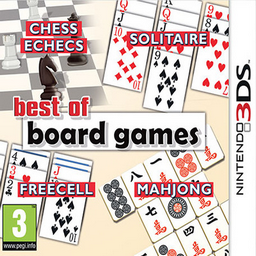 CHESS
ECHECS
SOLITAIRE
best of
board games
FREECELL
MAHJONG
3
www.pegi.info
NINTENDO 3DS